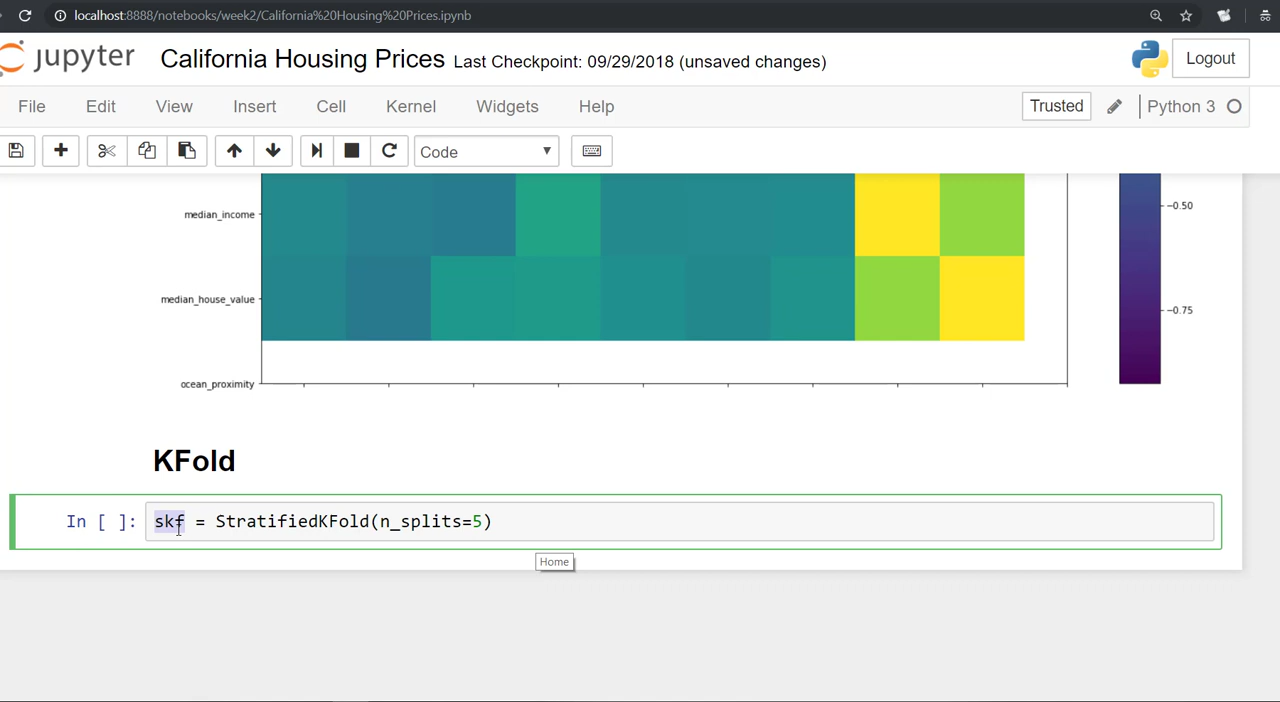 localhost:8888/notebooks/week2/California%20Housing%20Prices.ipynb
jupyter California Housing Prices Last Checkpoint: 09/29/2018 (unsaved changes) Logout
File Edit View Insert Cell Kernel Widgets Help Trusted Python 3
Code
median_income
−0.50
median_house_value
−0.75
ocean_proximity
KFold
In [ ]: skf = StratifiedKFold(n_splits=5)
Home